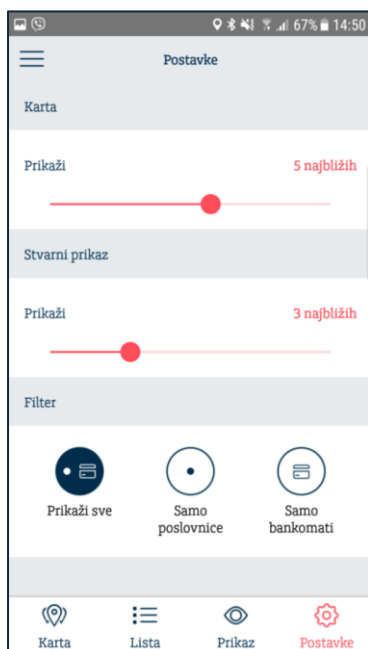 67% 14:50
Postavke
Karta
Prikaži 5 najbližih
Stvarni prikaz
Prikaži 3 najbližih
Filter
Prikaži sve Samo Samo
poslovnice bankomati
Karta Lista Prikaz Postavke